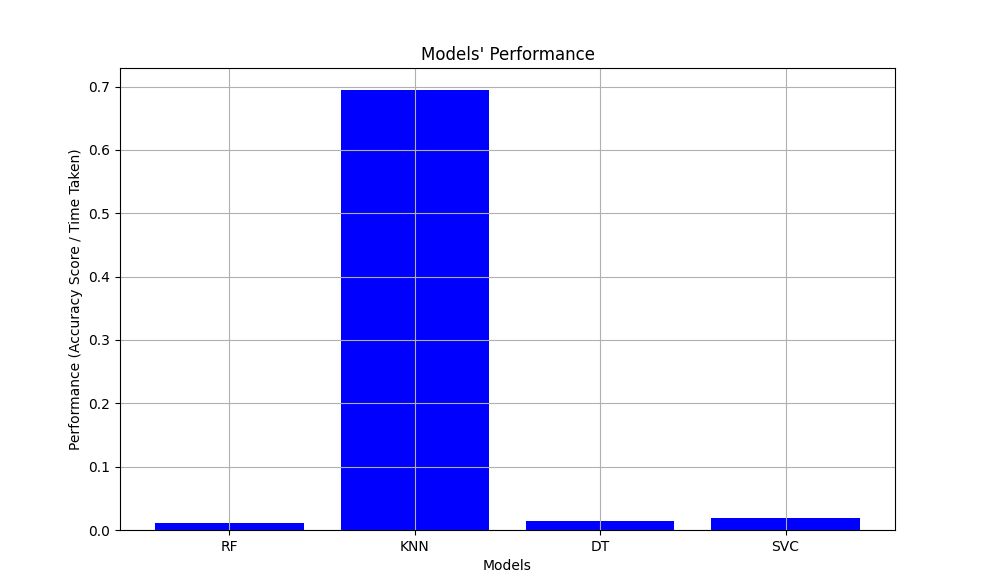 Models' Performance
Performance (Accuracy Score / Time Taken)
0.7
0.6
0.5
0.4
0.3
0.2
0.1
0.0
RF KNN DT SVC
Models